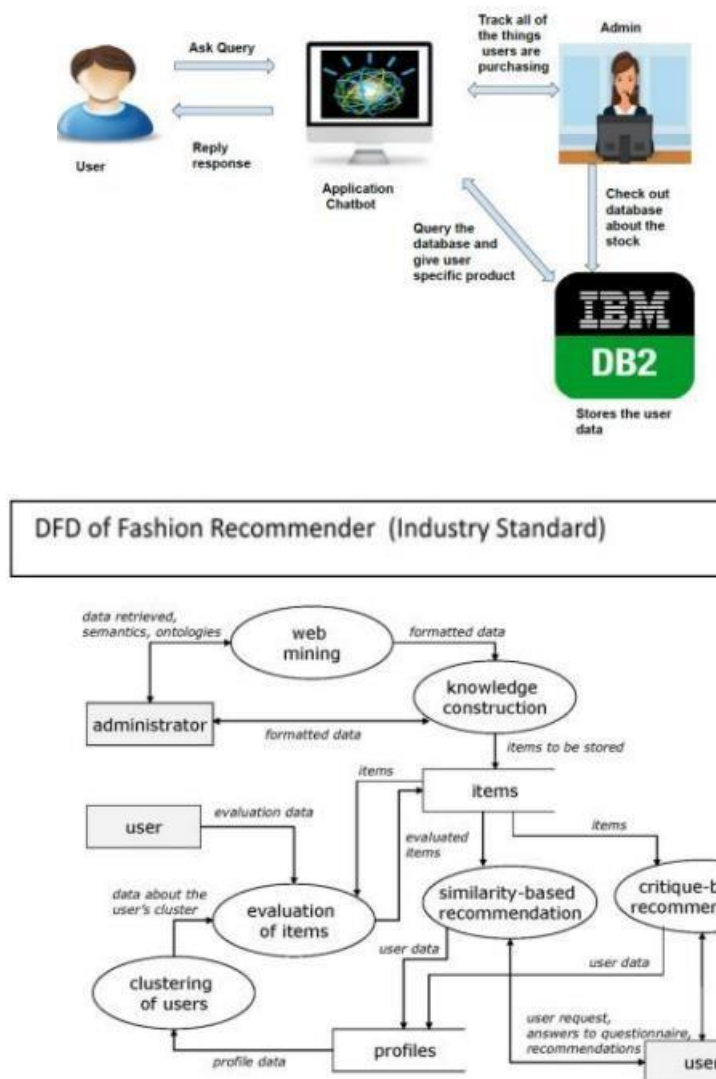 Ask Query
Reply
response
User
Application
Chatbot
Track all of
the things
users are
purchasing
Admin
Query the
database and
give user
specific product
Check out
database
about the
stock
IBM
DB2
Stores the user
data
DFD of Fashion Recommender (Industry Standard)
data retrieved,
semantics, ontologies
web
mining
formatted data
knowledge
construction
administrator
formatted data
items to be stored
items
items
user
evaluation data
evaluated
items
items
data about the
user's cluster
evaluation
of items
similarity-based
recommendation
critique-b
recommen
clustering
of users
user data
user data
profile data
profiles
user request,
answers to questionnaire,
recommendations
user